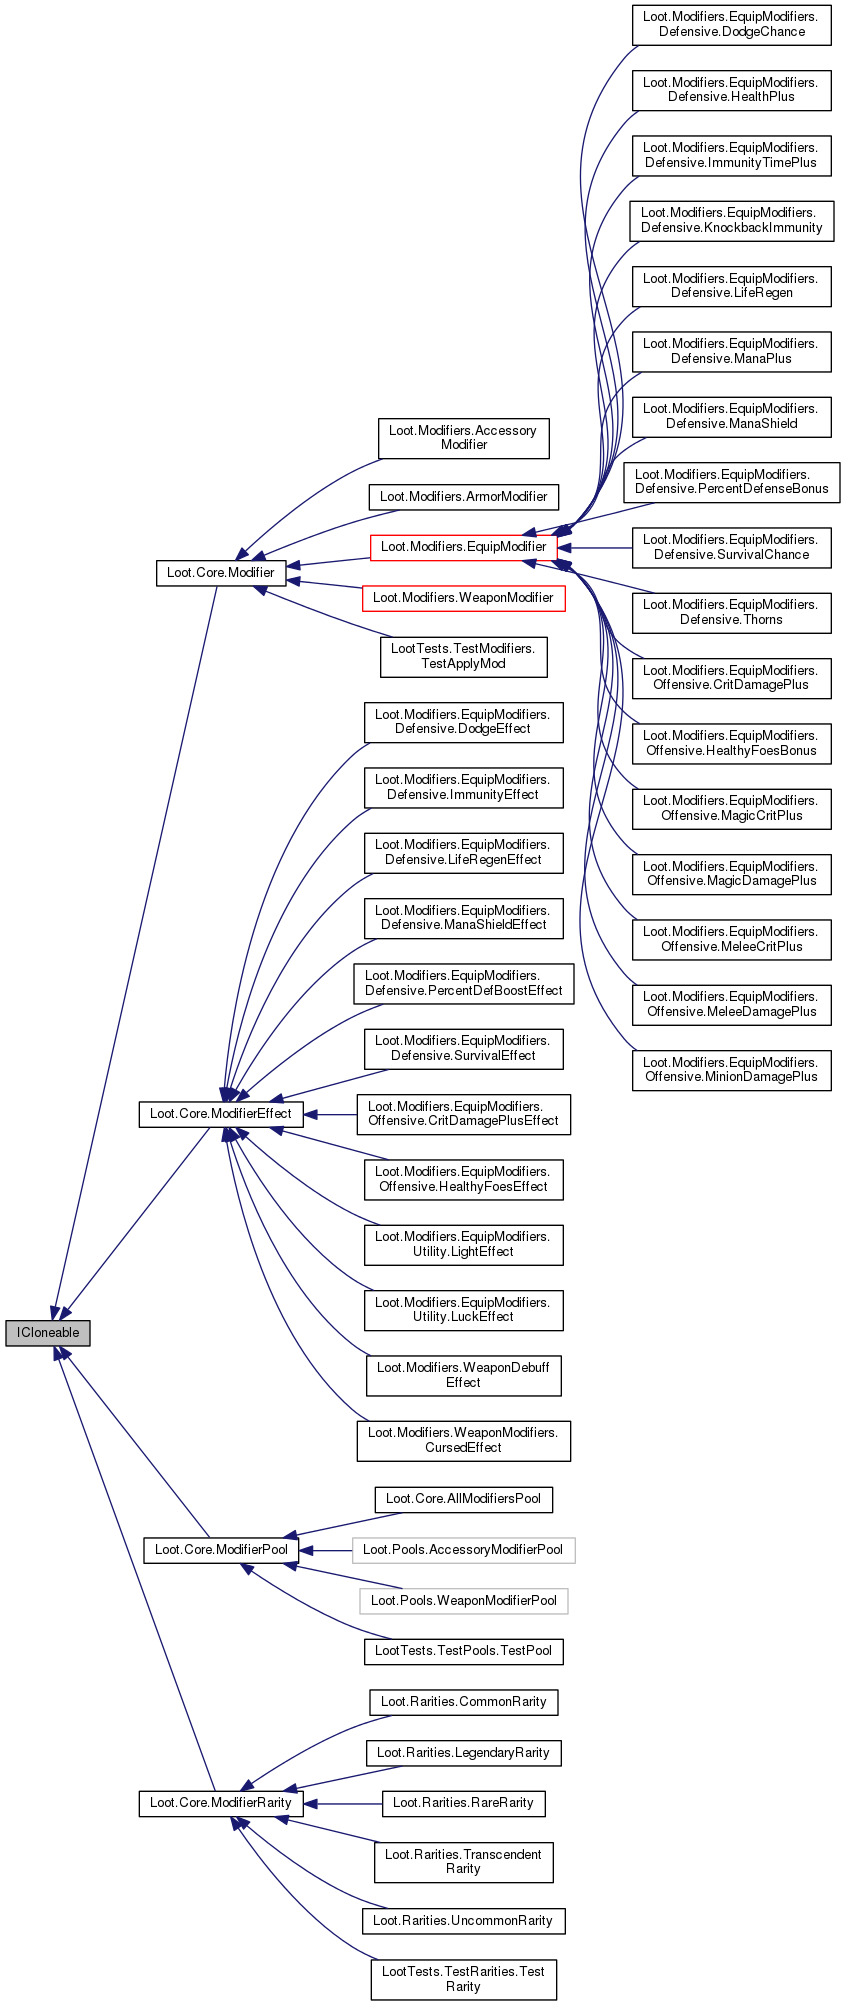 Loot.Modifiers.EquipModifiers.
Defensive.DodgeChance
Loot.Modifiers.EquipModifiers.
Defensive.HealthPlus
Loot.Modifiers.EquipModifiers.
Defensive.ImmunityTimePlus
Loot.Modifiers.EquipModifiers.
Defensive.KnockbackImmunity
Loot.Modifiers.EquipModifiers.
Defensive.LifeRegen
Loot.Modifiers.EquipModifiers.
Defensive.ManaPlus
Loot.Modifiers.EquipModifiers.
Defensive.ManaShield
Loot.Modifiers.EquipModifiers.
Defensive.PercentDefenseBonus
Loot.Modifiers.EquipModifiers.
Defensive.SurvivalChance
Loot.Modifiers.EquipModifiers.
Defensive.Thorns
Loot.Modifiers.EquipModifiers.
Offensive.CritDamagePlus
Loot.Modifiers.EquipModifiers.
Offensive.HealthyFoesBonus
Loot.Modifiers.EquipModifiers.
Offensive.MagicCritPlus
Loot.Modifiers.EquipModifiers.
Offensive.MagicDamagePlus
Loot.Modifiers.EquipModifiers.
Offensive.MeleeCritPlus
Loot.Modifiers.EquipModifiers.
Offensive.MeleeDamagePlus
Loot.Modifiers.EquipModifiers.
Offensive.MinionDamagePlus
Loot.Modifiers.Accessory
Modifier
Loot.Modifiers.ArmorModifier
Loot.Modifiers.EquipModifier
Loot.Modifiers.WeaponModifier
LootTests.TestModifiers.
TestApplyMod
Loot.Core.Modifier
Loot.Modifiers.EquipModifiers.
Defensive.DodgeEffect
Loot.Modifiers.EquipModifiers.
Defensive.ImmunityEffect
Loot.Modifiers.EquipModifiers.
Defensive.LifeRegenEffect
Loot.Modifiers.EquipModifiers.
Defensive.ManaShieldEffect
Loot.Modifiers.EquipModifiers.
Defensive.PercentDefBoostEffect
Loot.Modifiers.EquipModifiers.
Defensive.SurvivalEffect
Loot.Modifiers.EquipModifiers.
Offensive.CritDamagePlusEffect
Loot.Modifiers.EquipModifiers.
Offensive.HealthyFoesEffect
Loot.Modifiers.EquipModifiers.
Utility.LightEffect
Loot.Modifiers.EquipModifiers.
Utility.LuckEffect
Loot.Modifiers.WeaponDebuff
Effect
Loot.Modifiers.WeaponModifiers.
CursedEffect
Loot.Core.ModifierEffect
ICloneable
Loot.Core.AllModifiersPool
Loot.Pools.AccessoryModifierPool
Loot.Pools.WeaponModifierPool
LootTests.TestPools.TestPool
Loot.Core.ModifierPool
Loot.Rarities.CommonRarity
Loot.Rarities.LegendaryRarity
Loot.Rarities.RareRarity
Loot.Rarities.Transcendent
Rarity
Loot.Rarities.UncommonRarity
LootTests.TestRarities.Test
Rarity
Loot.Core.ModifierRarity